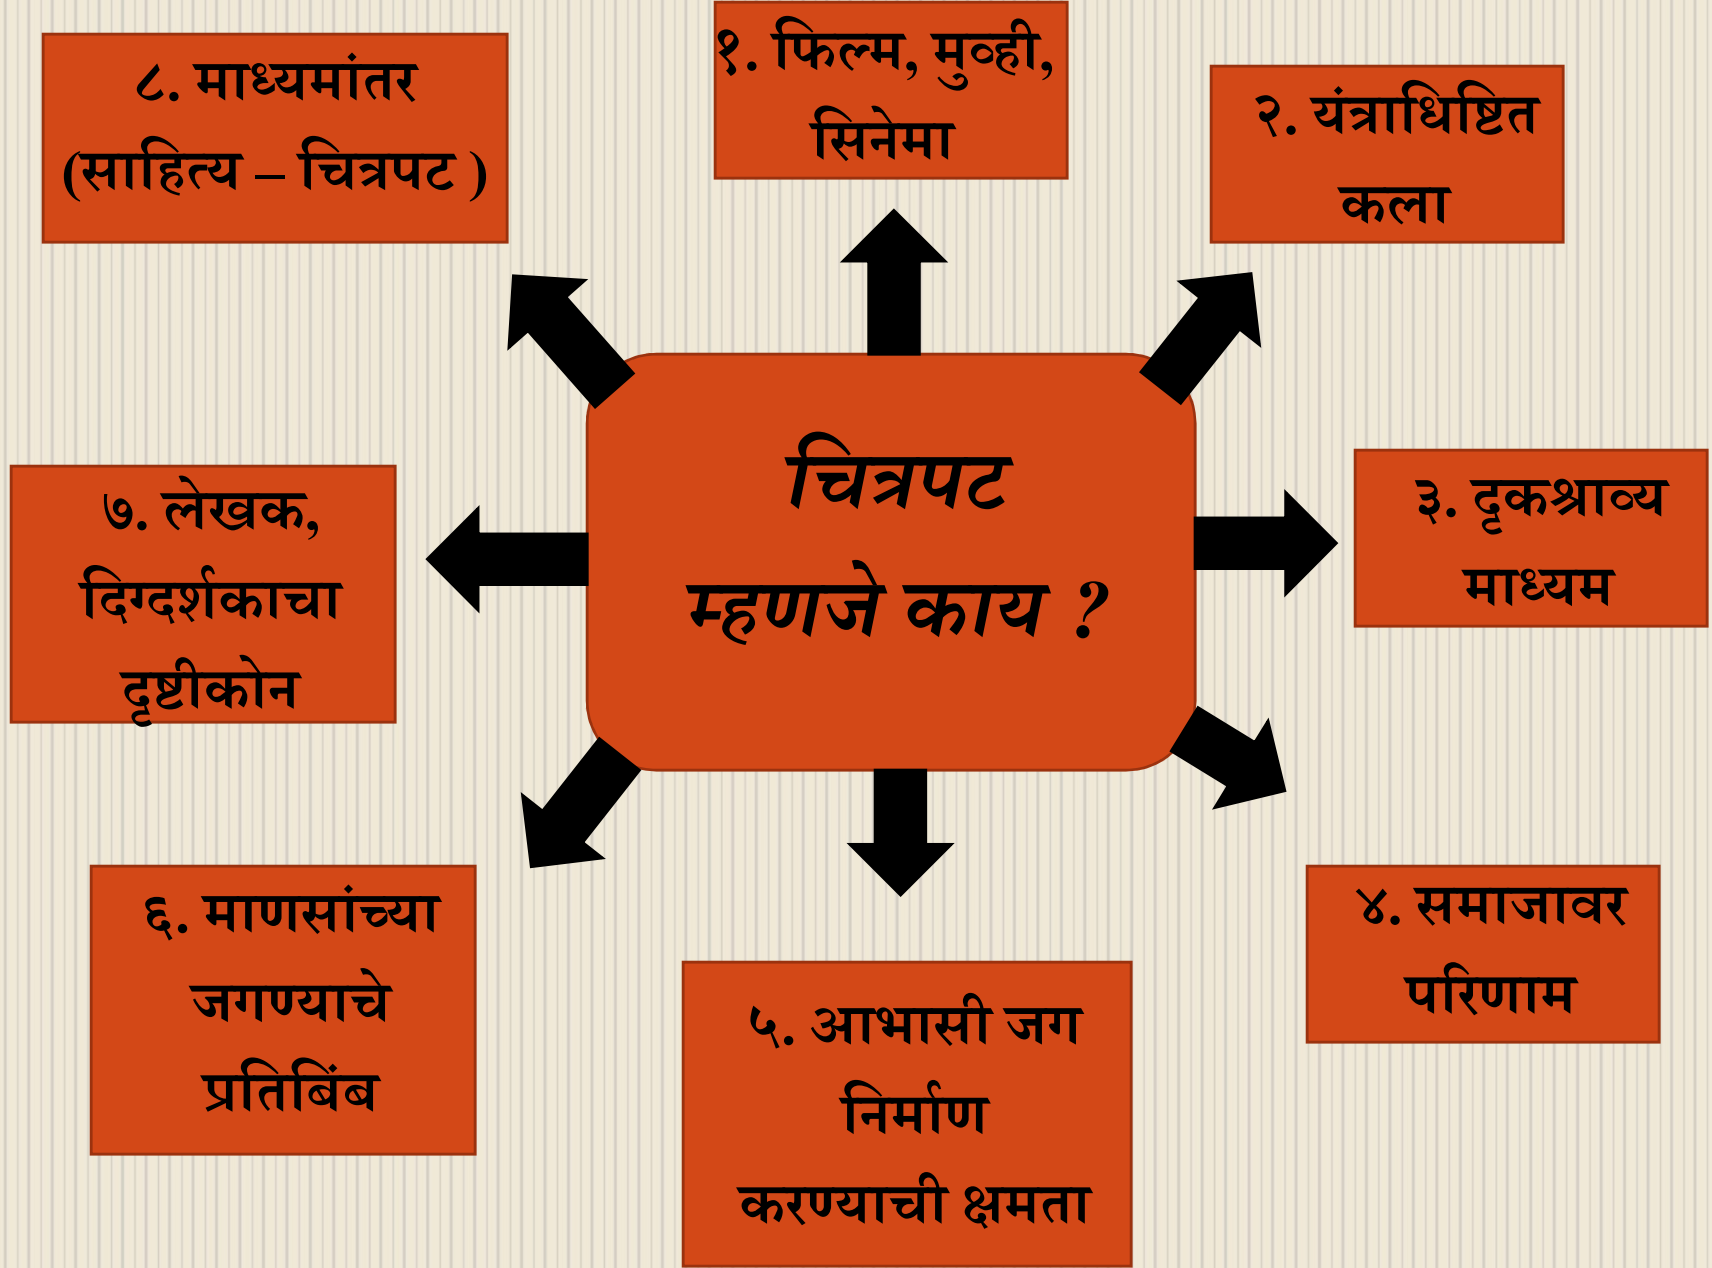 चित्रपट
म्हणजे काय ?
१. फिल्म, मुव्ही,
सिनेमा
२. यंत्राधिष्टित
कला
३. दृकश्राव्य
माध्यम
४. समाजावर
परिणाम
५. आभासी जग
निर्माण
करण्याची क्षमता
६. माणसांच्या
जगण्याचे
प्रतिबिंब
७. लेखक,
दिग्दर्शकाचा
दृष्टीकोन
८. माध्यमांतर
(साहित्य – चित्रपट )